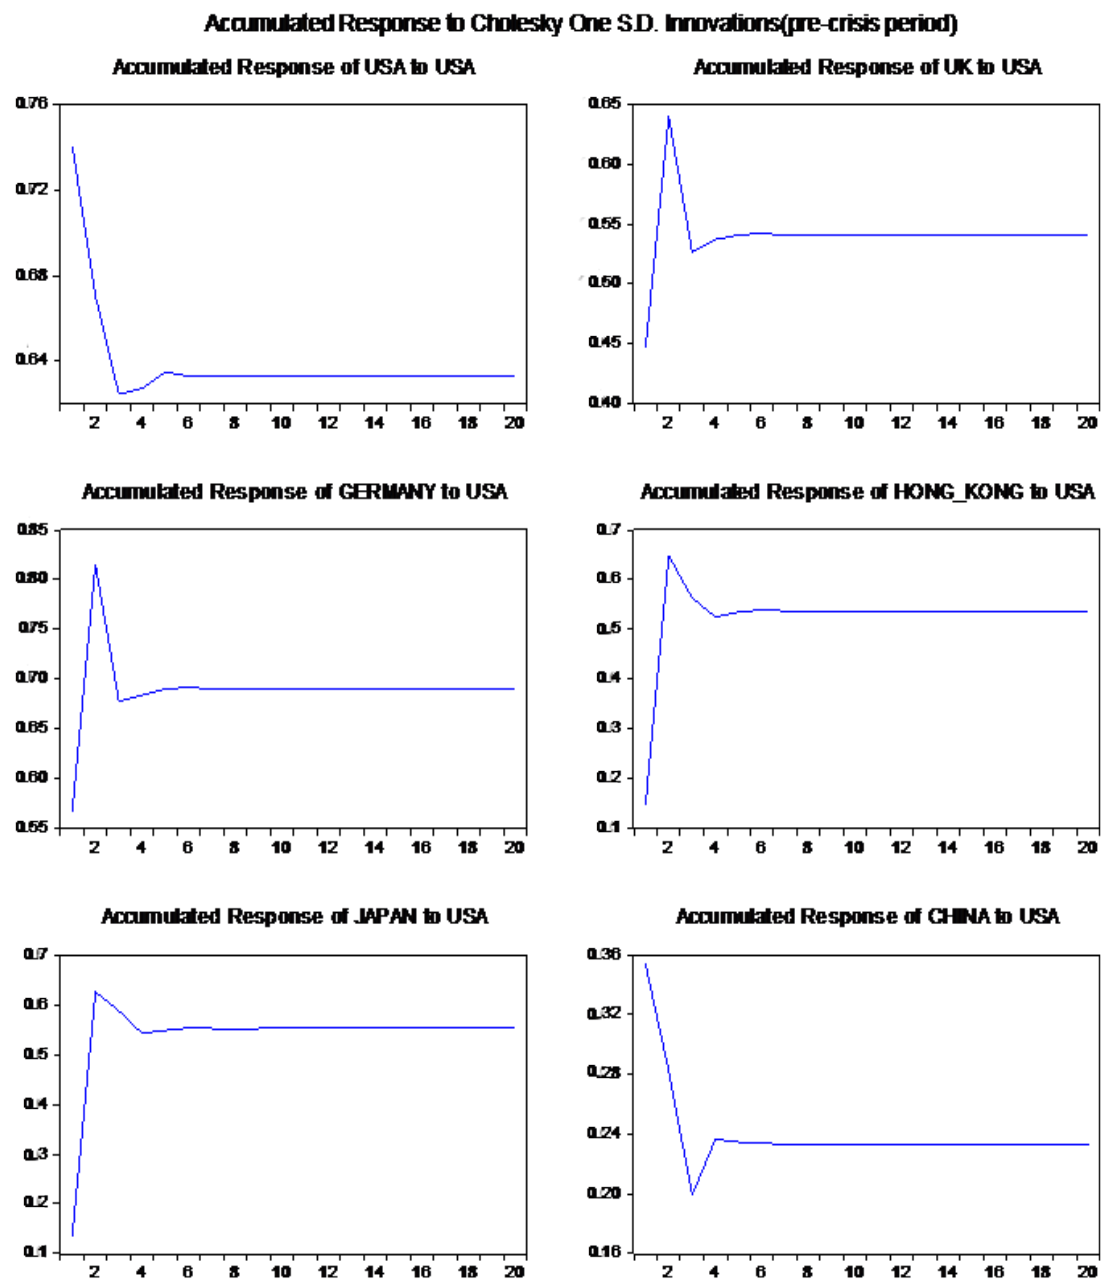 Accumulated Response to Cholesky One S.D. Innovations(pre-crisis period)
Accumulated Response of USA to USA
0.76
0.72
0.68
0.64
2 4 6 8 10 12 14 16 18 20
Accumulated Response of UK to USA
0.65
0.60
0.55
0.50
0.45
0.40
2 4 6 8 10 12 14 16 18 20
Accumulated Response of GERMANY to USA
0.85
0.80
0.75
0.70
0.65
0.60
0.55
2 4 6 8 10 12 14 16 18 20
Accumulated Response of HONG_KONG to USA
0.7
0.6
0.5
0.4
0.3
0.2
0.1
2 4 6 8 10 12 14 16 18 20
Accumulated Response of JAPAN to USA
0.7
0.6
0.5
0.4
0.3
0.2
0.1
2 4 6 8 10 12 14 16 18 20
Accumulated Response of CHINA to USA
0.36
0.32
0.28
0.24
0.20
0.16
2 4 6 8 10 12 14 16 18 20